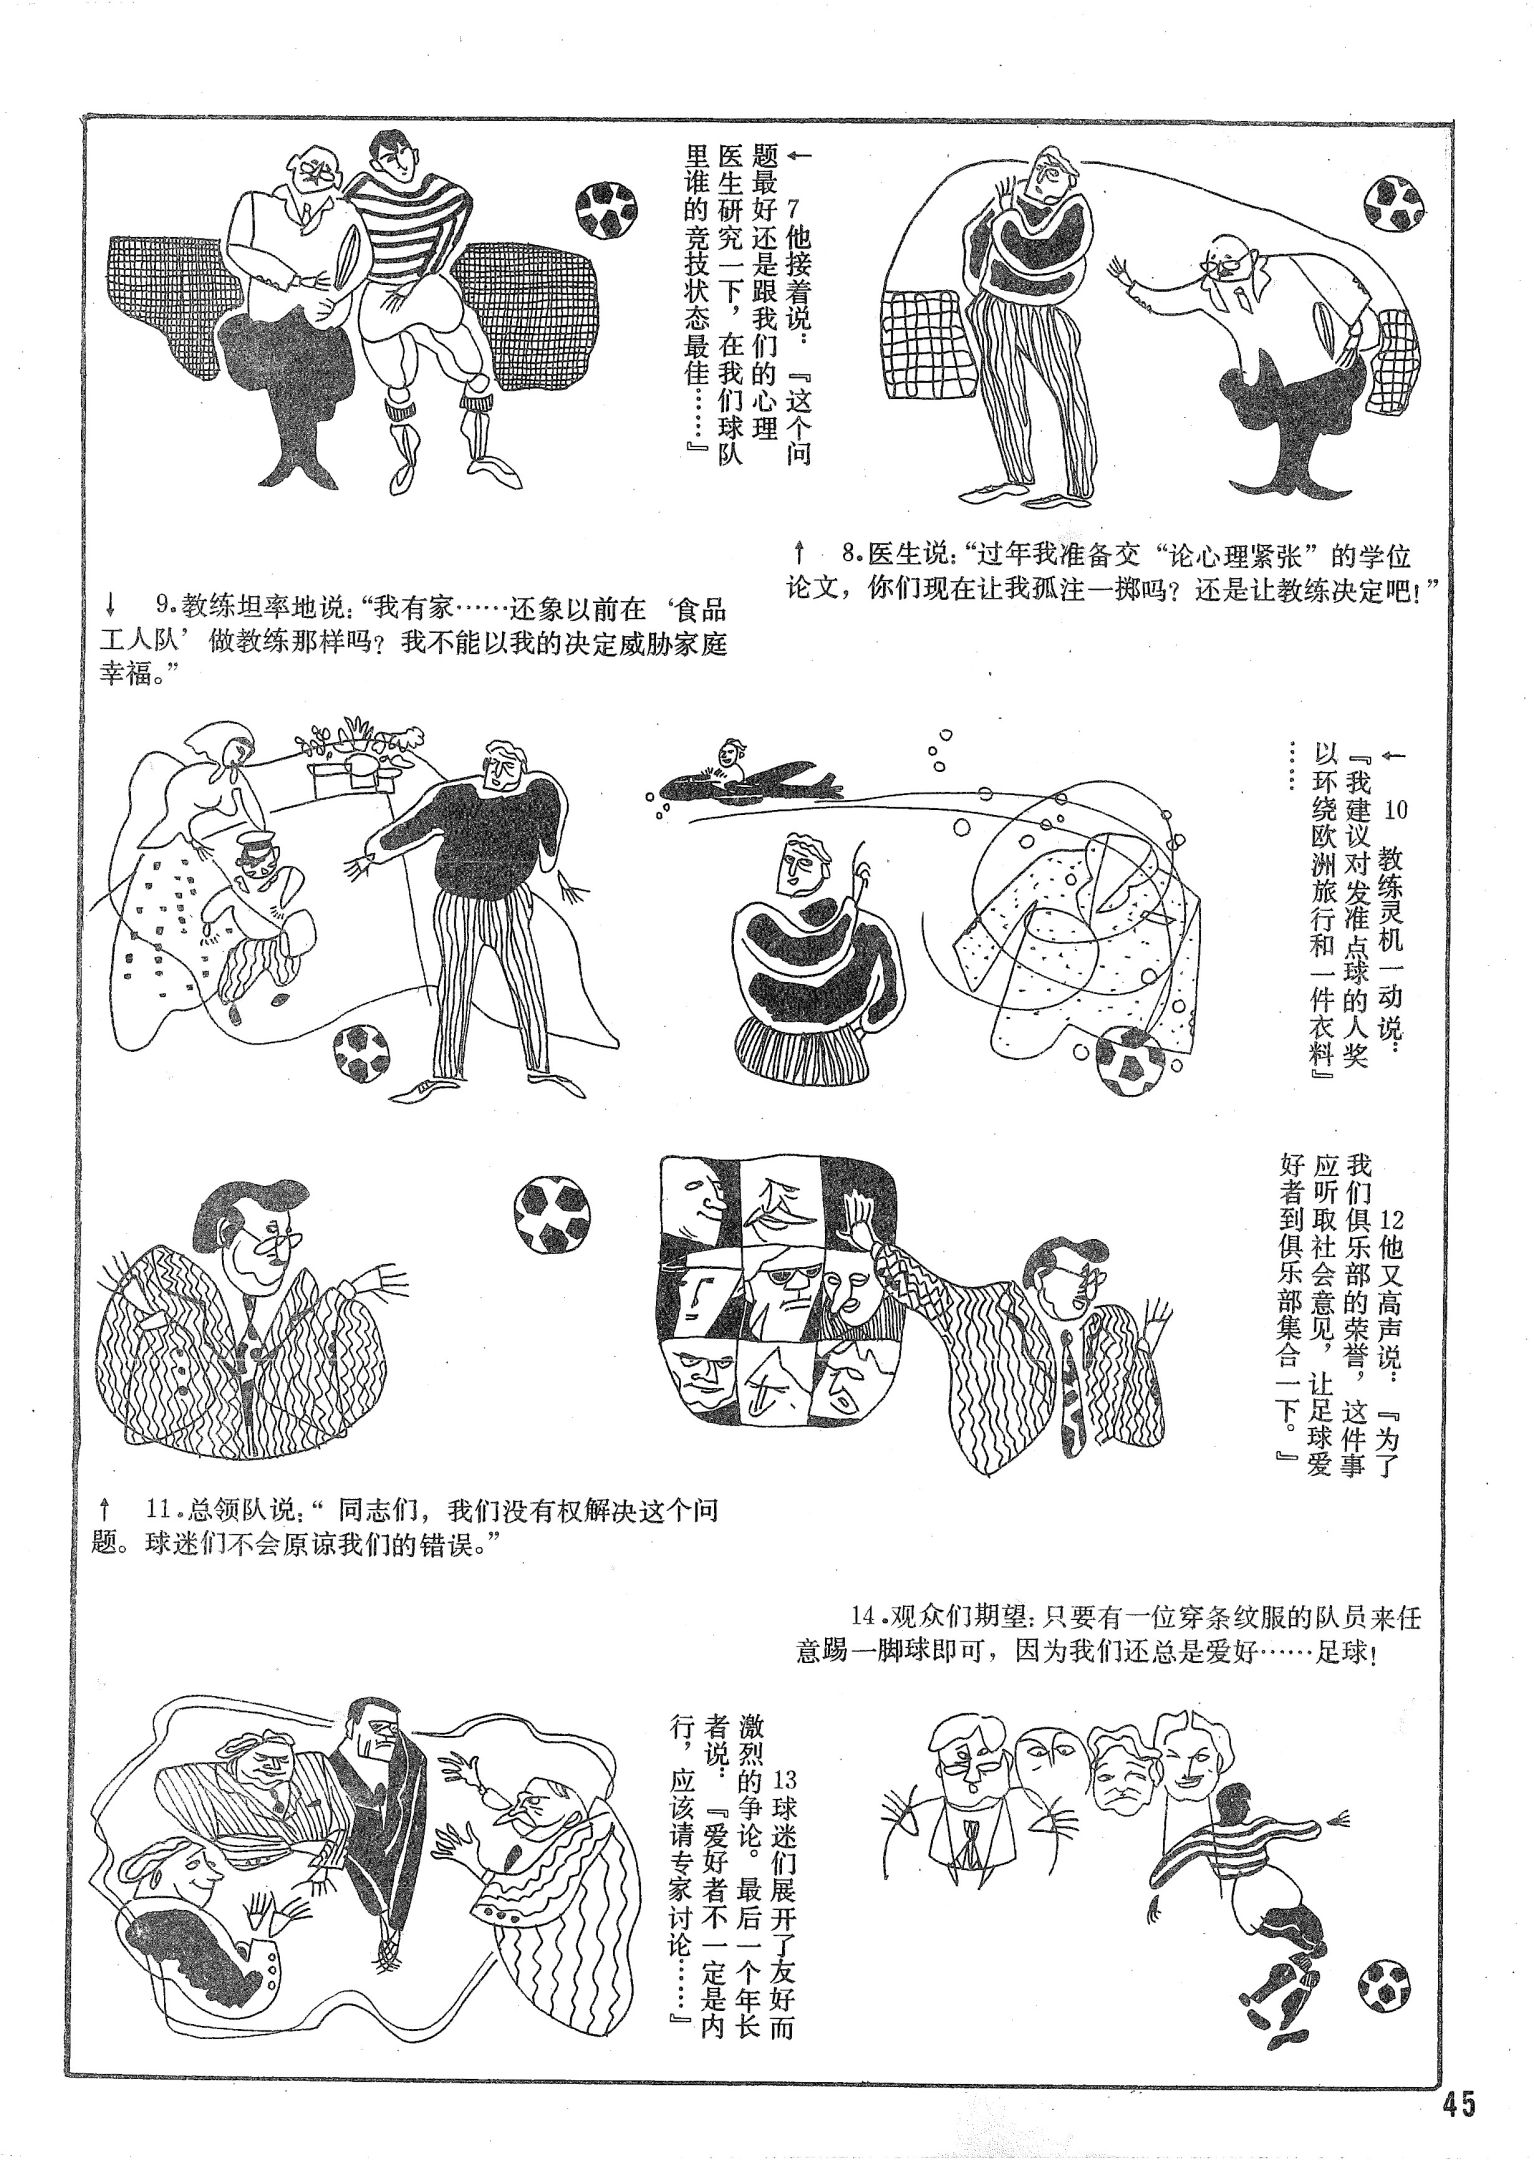 ← 7他接着说：『这个问
题最好还是跟我们的心理
医生研究一下，在我们球队
里谁的竞技状态最佳……』
↑ 8.医生说：“过年我准备交“论心理紧张”的学位
论文，你们现在让我孤注一掷吗？还是让教练决定吧！”
↓ 9.教练坦率地说：“我有家……还象以前在‘食品
工人队’做教练那样吗？我不能以我的决定威胁家庭
幸福。”
← 10 教练灵机一动说：
『我建议对发准点球的人奖
以环绕欧洲旅行和一件衣料』
……
↑ 11.总领队说：“同志们，我们没有权解决这个问
题。球迷们不会原谅我们的错误。”
12他又高声说：『为了
我们俱乐部的荣誉，这件事
应听取社会意见，让足球爱
好者到俱乐部集合一下。』
13球迷们展开了友好而
激烈的争论。最后一个年长
者说：『爱好者不一定是内
行，应该请专家讨论……』
14.观众们期望：只要有一位穿条纹服的队员来任
意踢一脚球即可，因为我们还总是爱好……足球！
45